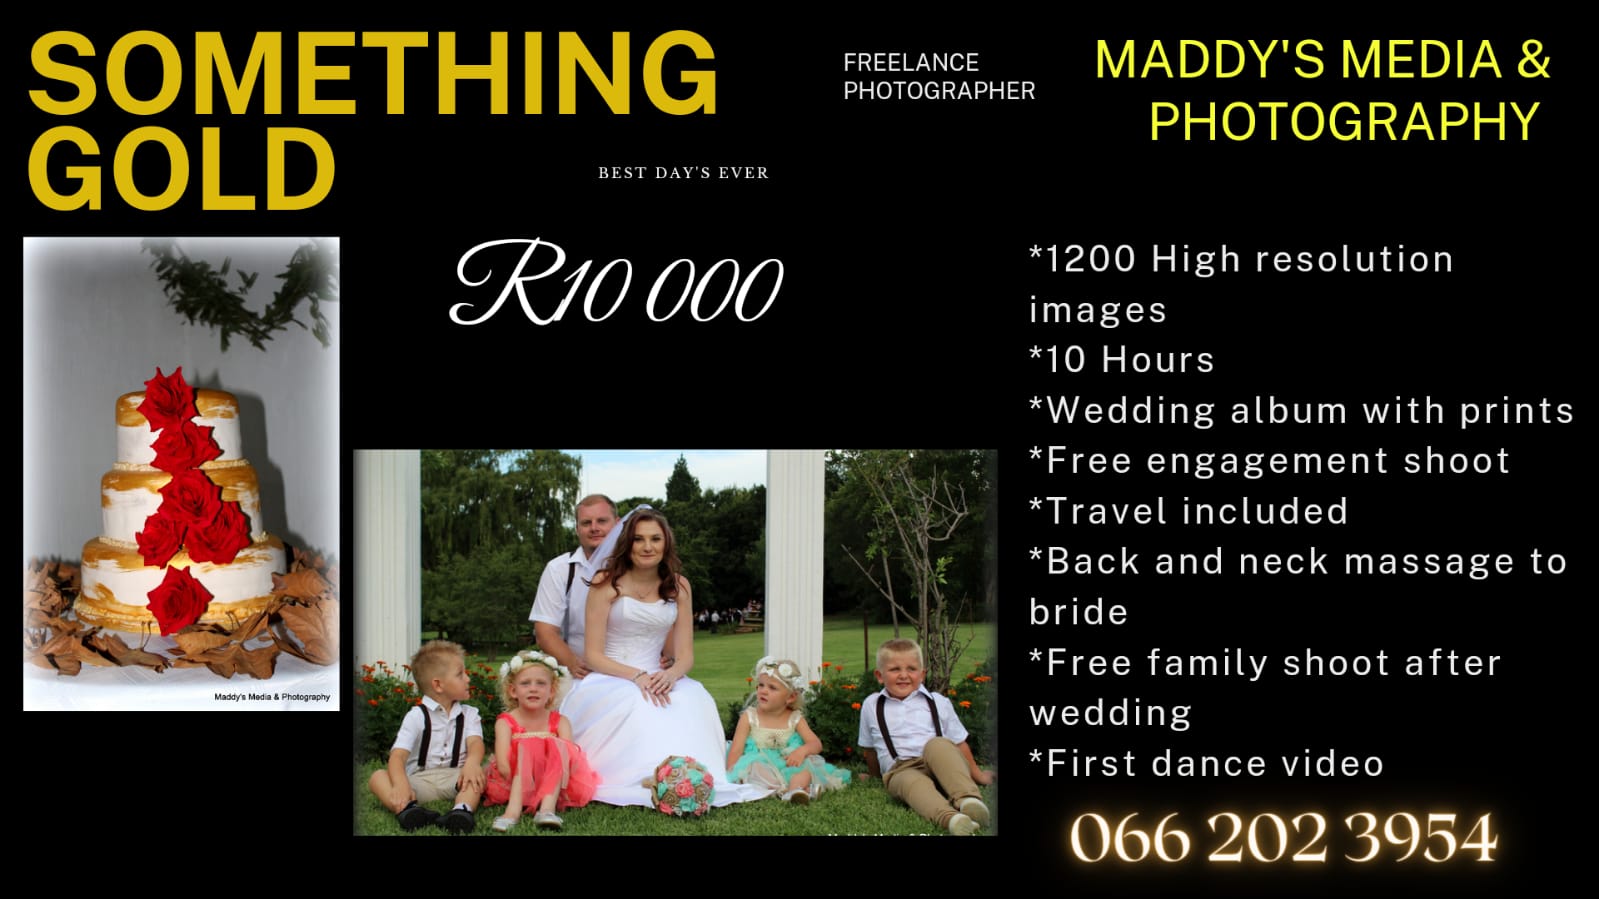 SOMETHING
GOLD
FREELANCE
PHOTOGRAPHER
MADDY'S MEDIA &
PHOTOGRAPHY
BEST DAY'S EVER
R10 000
*1200 High resolution
images
*10 Hours
*Wedding album with prints
*Free engagement shoot
*Travel included
*Back and neck massage to
bride
*Free family shoot after
wedding
*First dance video
066 202 3954
Maddy's Media & Photography